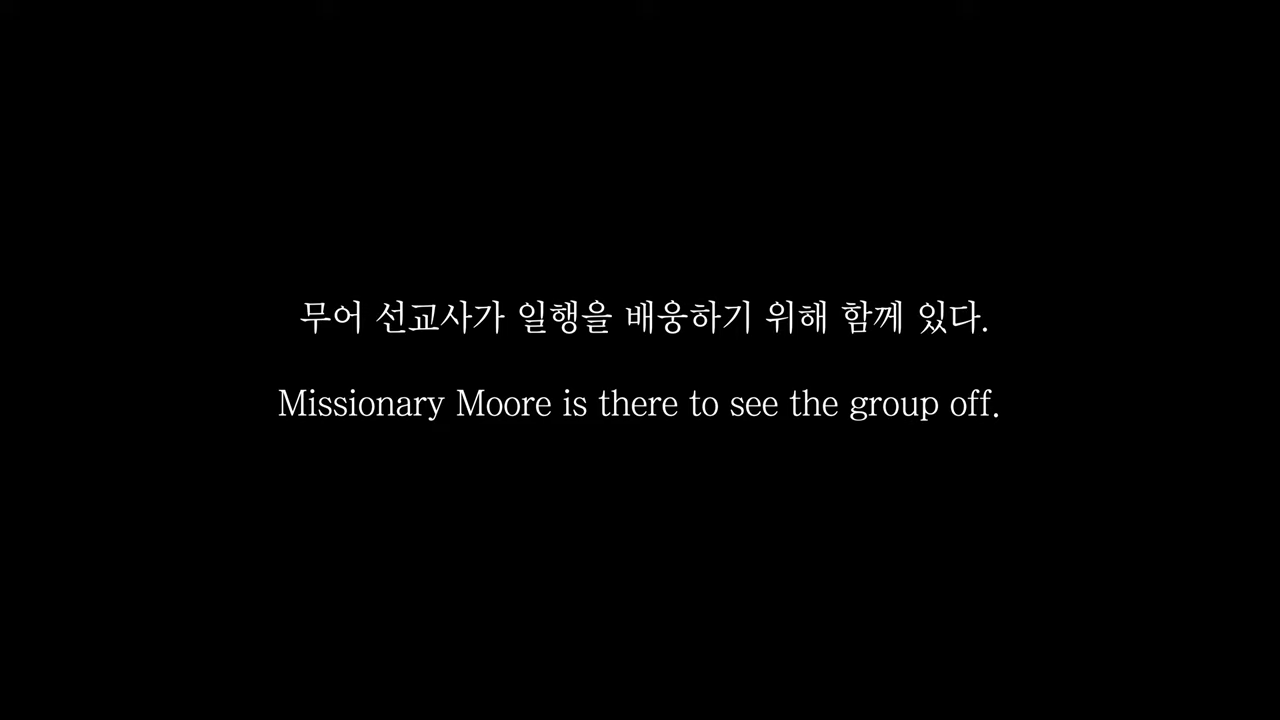 무어 선교사가 일행을 배웅하기 위해 함께 있다.
Missionary Moore is there to see the group off.